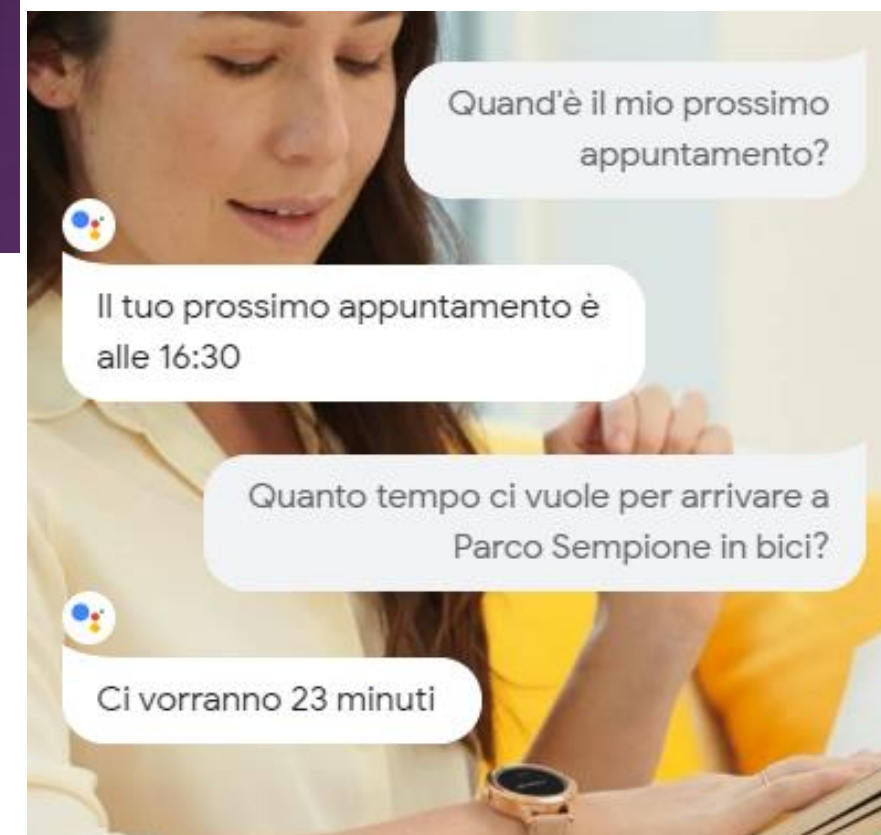 Quand'è il mio prossimo
appuntamento?
Il tuo prossimo appuntamento è
alle 16:30
Quanto tempo ci vuole per arrivare a
Parco Sempione in bici?
Ci vorranno 23 minuti